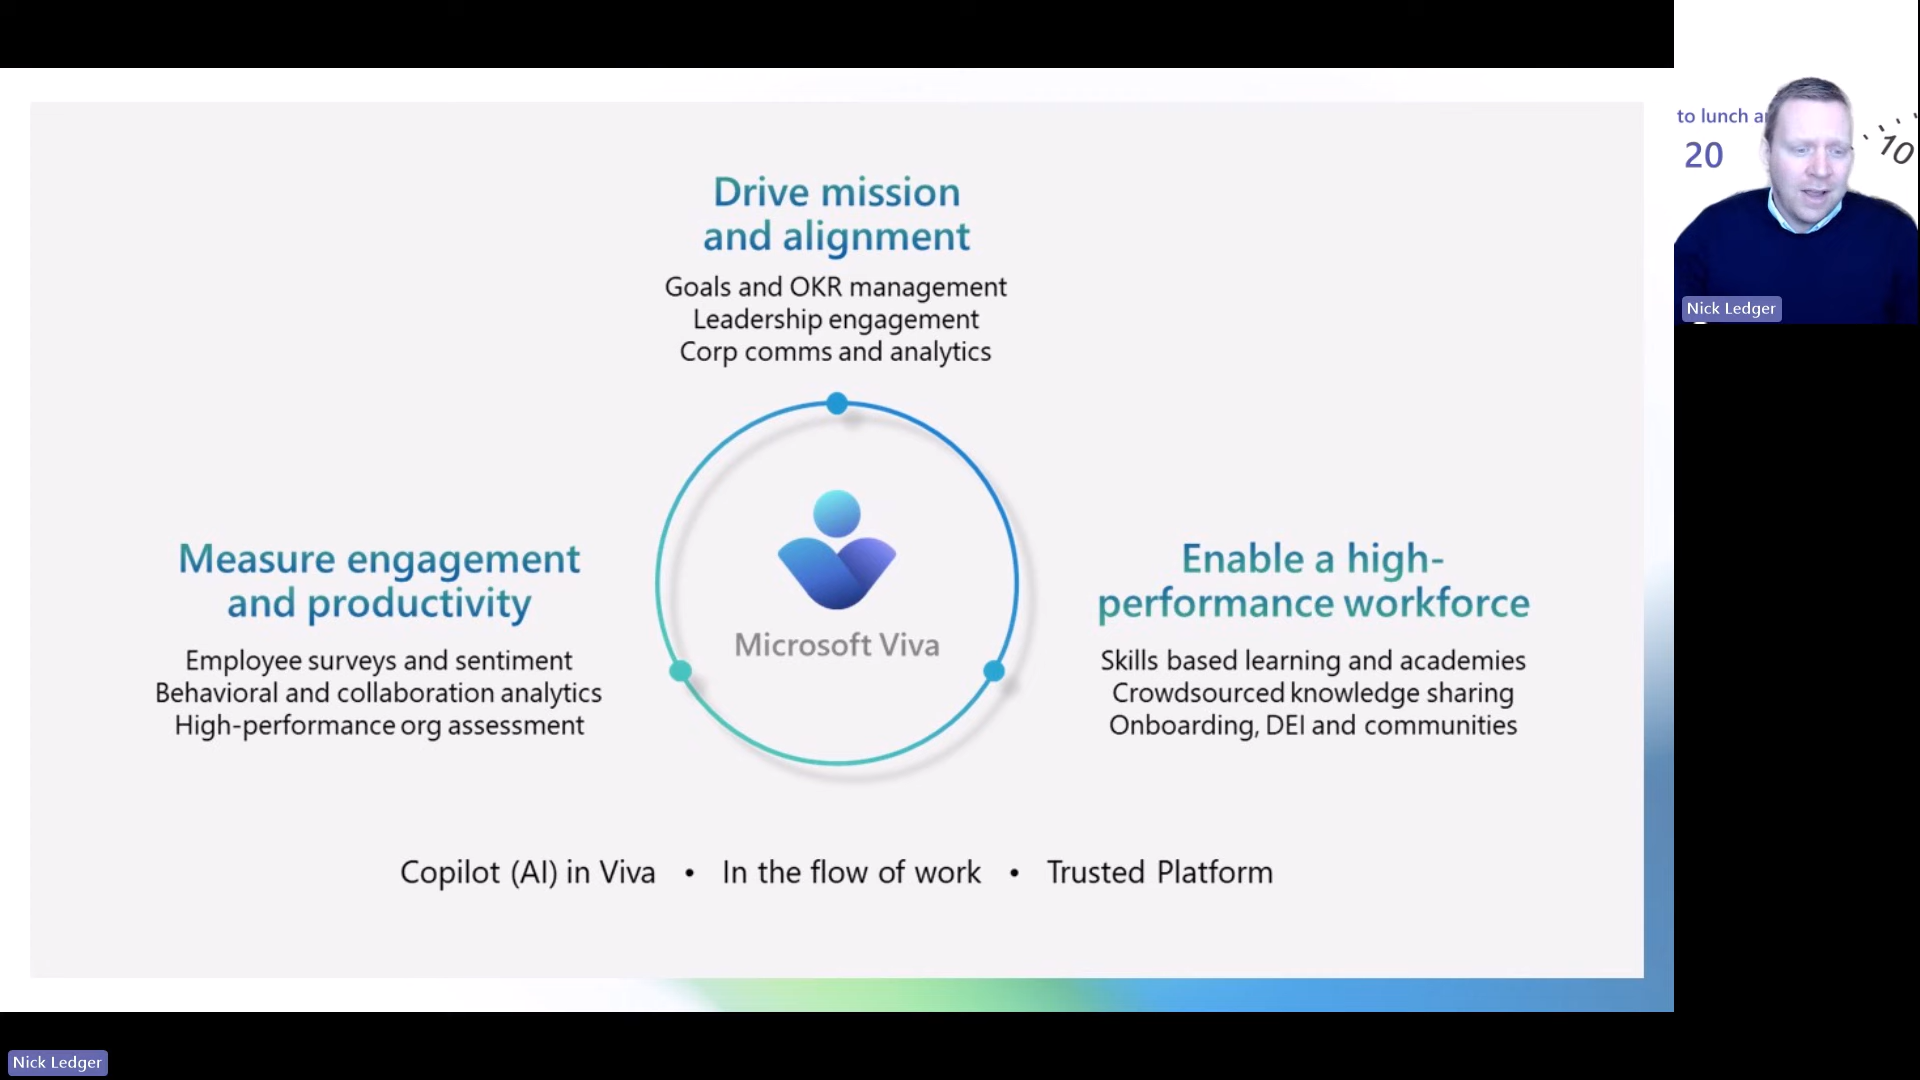 Drive mission
and alignment
Goals and OKR management
Leadership engagement
Corp comms and analytics
Measure engagement
and productivity
Employee surveys and sentiment
Behavioral and collaboration analytics
High-performance org assessment
Microsoft Viva
Enable a high-
performance workforce
Skills based learning and academies
Crowdsourced knowledge sharing
Onboarding, DEI and communities
Copilot (AI) in Viva • In the flow of work • Trusted Platform
to lunch
20
10
Nick Ledger
Nick Ledger